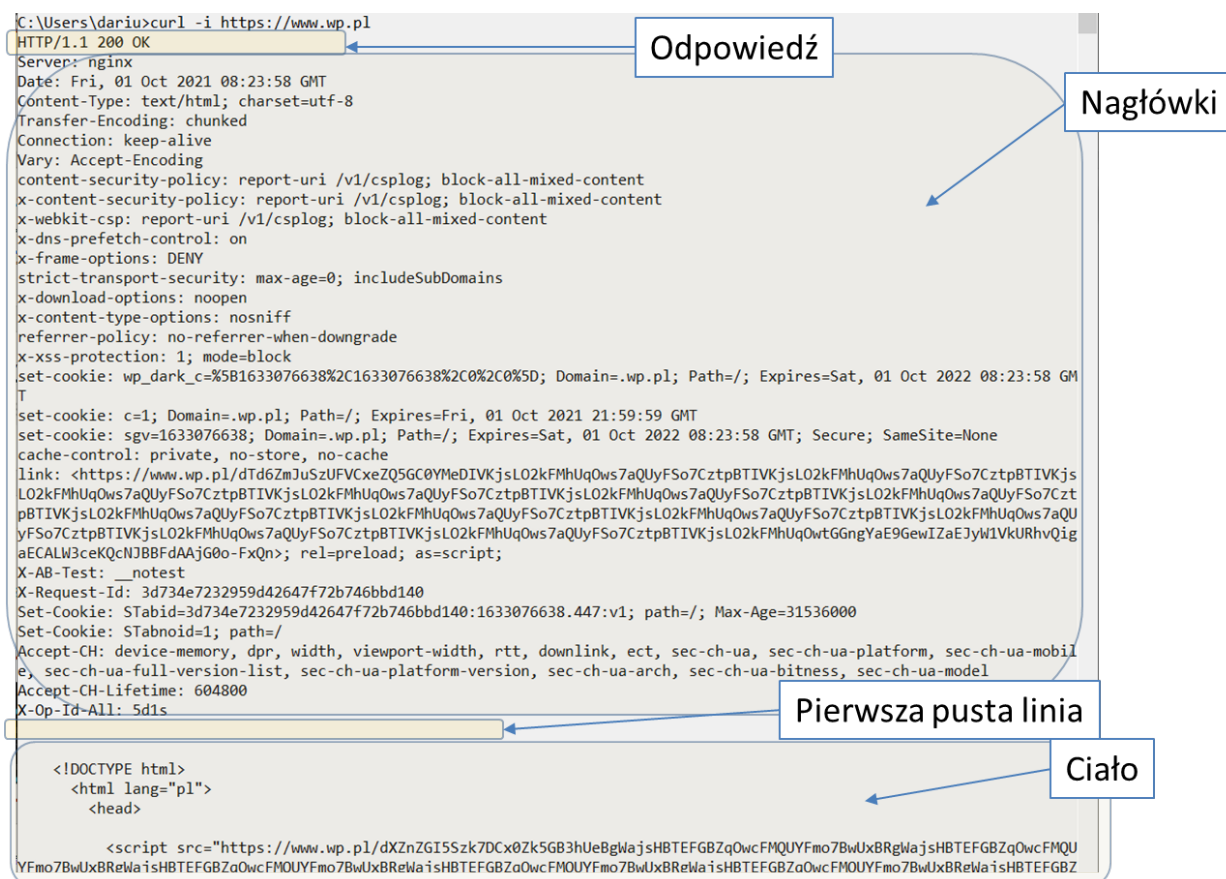 C:\Users\dariu>curl -i https://www.wp.pl
HTTP/1.1 200 OK
Odpowiedź
Server: nginx
Date: Fri, 01 Oct 2021 08:23:58 GMT
Content-Type: text/html; charset=utf-8
Nagłówki
Transfer-Encoding: chunked
Connection: keep-alive
Vary: Accept-Encoding
content-security-policy: report-uri /v1/csplog; block-all-mixed-content
x-content-security-policy: report-uri /v1/csplog; block-all-mixed-content
x-webkit-csp: report-uri /v1/csplog; block-all-mixed-content
x-dns-prefetch-control: on
x-frame-options: DENY
strict-transport-security: max-age=0; includeSubDomains
x-download-options: noopen
x-content-type-options: nosniff
referrer-policy: no-referrer-when-downgrade
x-xss-protection: 1; mode=block
set-cookie: wp_dark_c=%5B1633076638%2C1633076638%2C0%2C0%5D; Domain=.wp.pl; Path=/; Expires=Sat, 01 Oct 2022 08:23:58 GM
T
set-cookie: c=1; Domain=.wp.pl; Path=/; Expires=Fri, 01 Oct 2021 21:59:59 GMT
set-cookie: sgv=1633076638; Domain=.wp.pl; Path=/; Expires=Sat, 01 Oct 2022 08:23:58 GMT; Secure; SameSite=None
cache-control: private, no-store, no-cache
link: <https://www.wp.pl/dTd6ZmJuSzUFVCxeZQ5GC0YMeDIVKjsLO2kFMhUqOws7aQUyFSo7CztpBTIVKjsLO2kFMhUqOws7aQUyFSo7CztpBTIVKjs
LO2kFMhUqOws7aQUyFSo7CztpBTIVKjsLO2kFMhUqOws7aQUyFSo7CztpBTIVKjsLO2kFMhUqOws7aQUyFSo7CztpBTIVKjsLO2kFMhUqOws7aQUyFSo7Czt
pBTIVKjsLO2kFMhUqOws7aQUyFSo7CztpBTIVKjsLO2kFMhUqOws7aQUyFSo7CztpBTIVKjsLO2kFMhUqOws7aQU
yFSo7CztpBTIVKjsLO2kFMhUqOws7aQUyFSo7CztpBTIVKjsLO2kFMhUqOws7aQUyFSo7CztpBTIVKjsLO2kFMhUqOwtGGngYaE9GewIZaEJyW1VkURhvQig
aECALW3ceKQcNJBBFdAAjG0o-FxQn>; rel=preload; as=script;
X-AB-Test: __notest
X-Request-Id: 3d734e7232959d42647f72b746bbd140
Set-Cookie: STabid=3d734e7232959d42647f72b746bbd140:1633076638.447:v1; path=/; Max-Age=31536000
Set-Cookie: STabnoid=1; path=/
Accept-CH: device-memory, dpr, width, viewport-width, rtt, downlink, ect, sec-ch-ua, sec-ch-ua-platform, sec-ch-ua-mobil
e, sec-ch-ua-full-version-list, sec-ch-ua-platform-version, sec-ch-ua-arch, sec-ch-ua-bitness, sec-ch-ua-model
Accept-CH-Lifetime: 604800
X-Op-Id-All: 5d1s
Pierwsza pusta linia
Ciało
<!DOCTYPE html>
<html lang="pl">
<head>
<script src="https://www.wp.pl/dXZnZGI5Szk7DCx0Zk5GB3hUeBgWajsHBTEFGBZqOwcFMQUYFmo7BwUxBRgWajsHBTEFGBZqOwcFMQU